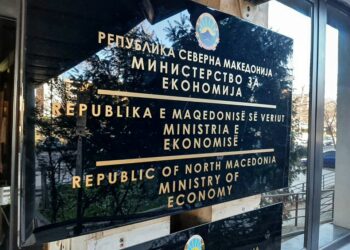 РЕПУБЛИКА СЕВЕРНА МАКЕДОНИЈА
МИНИСТЕРСТВО ЗА
ЕКОНОМИЈА
REPUBLIKA E MAQEDONISË SË VERIUT
MINISTRIA E
EKONOMISË
REPUBLIC OF NORTH MACEDONIA
MINISTRY OF
ECONOMY